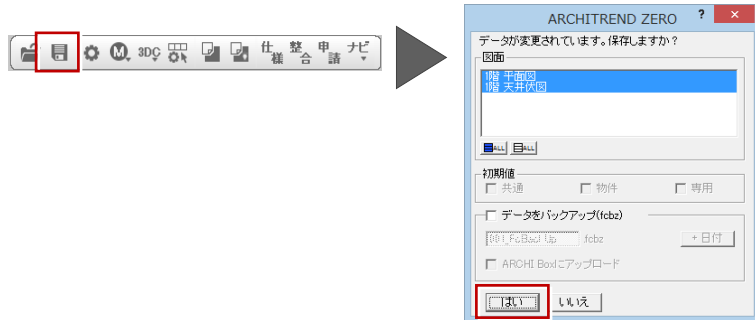 M
3DC
仕様
整合
申請
ナビ
ARCHITREND ZERO
?
×
データが変更されています。保存しますか？
図面
1階 平面図
1階 天井伏図
ALL
ALL
初期値
共通
物件
専用
データをバックアップ(fcbz)
fcbz
+日付
ARCHI Boxにアップロード
はい
いいえ